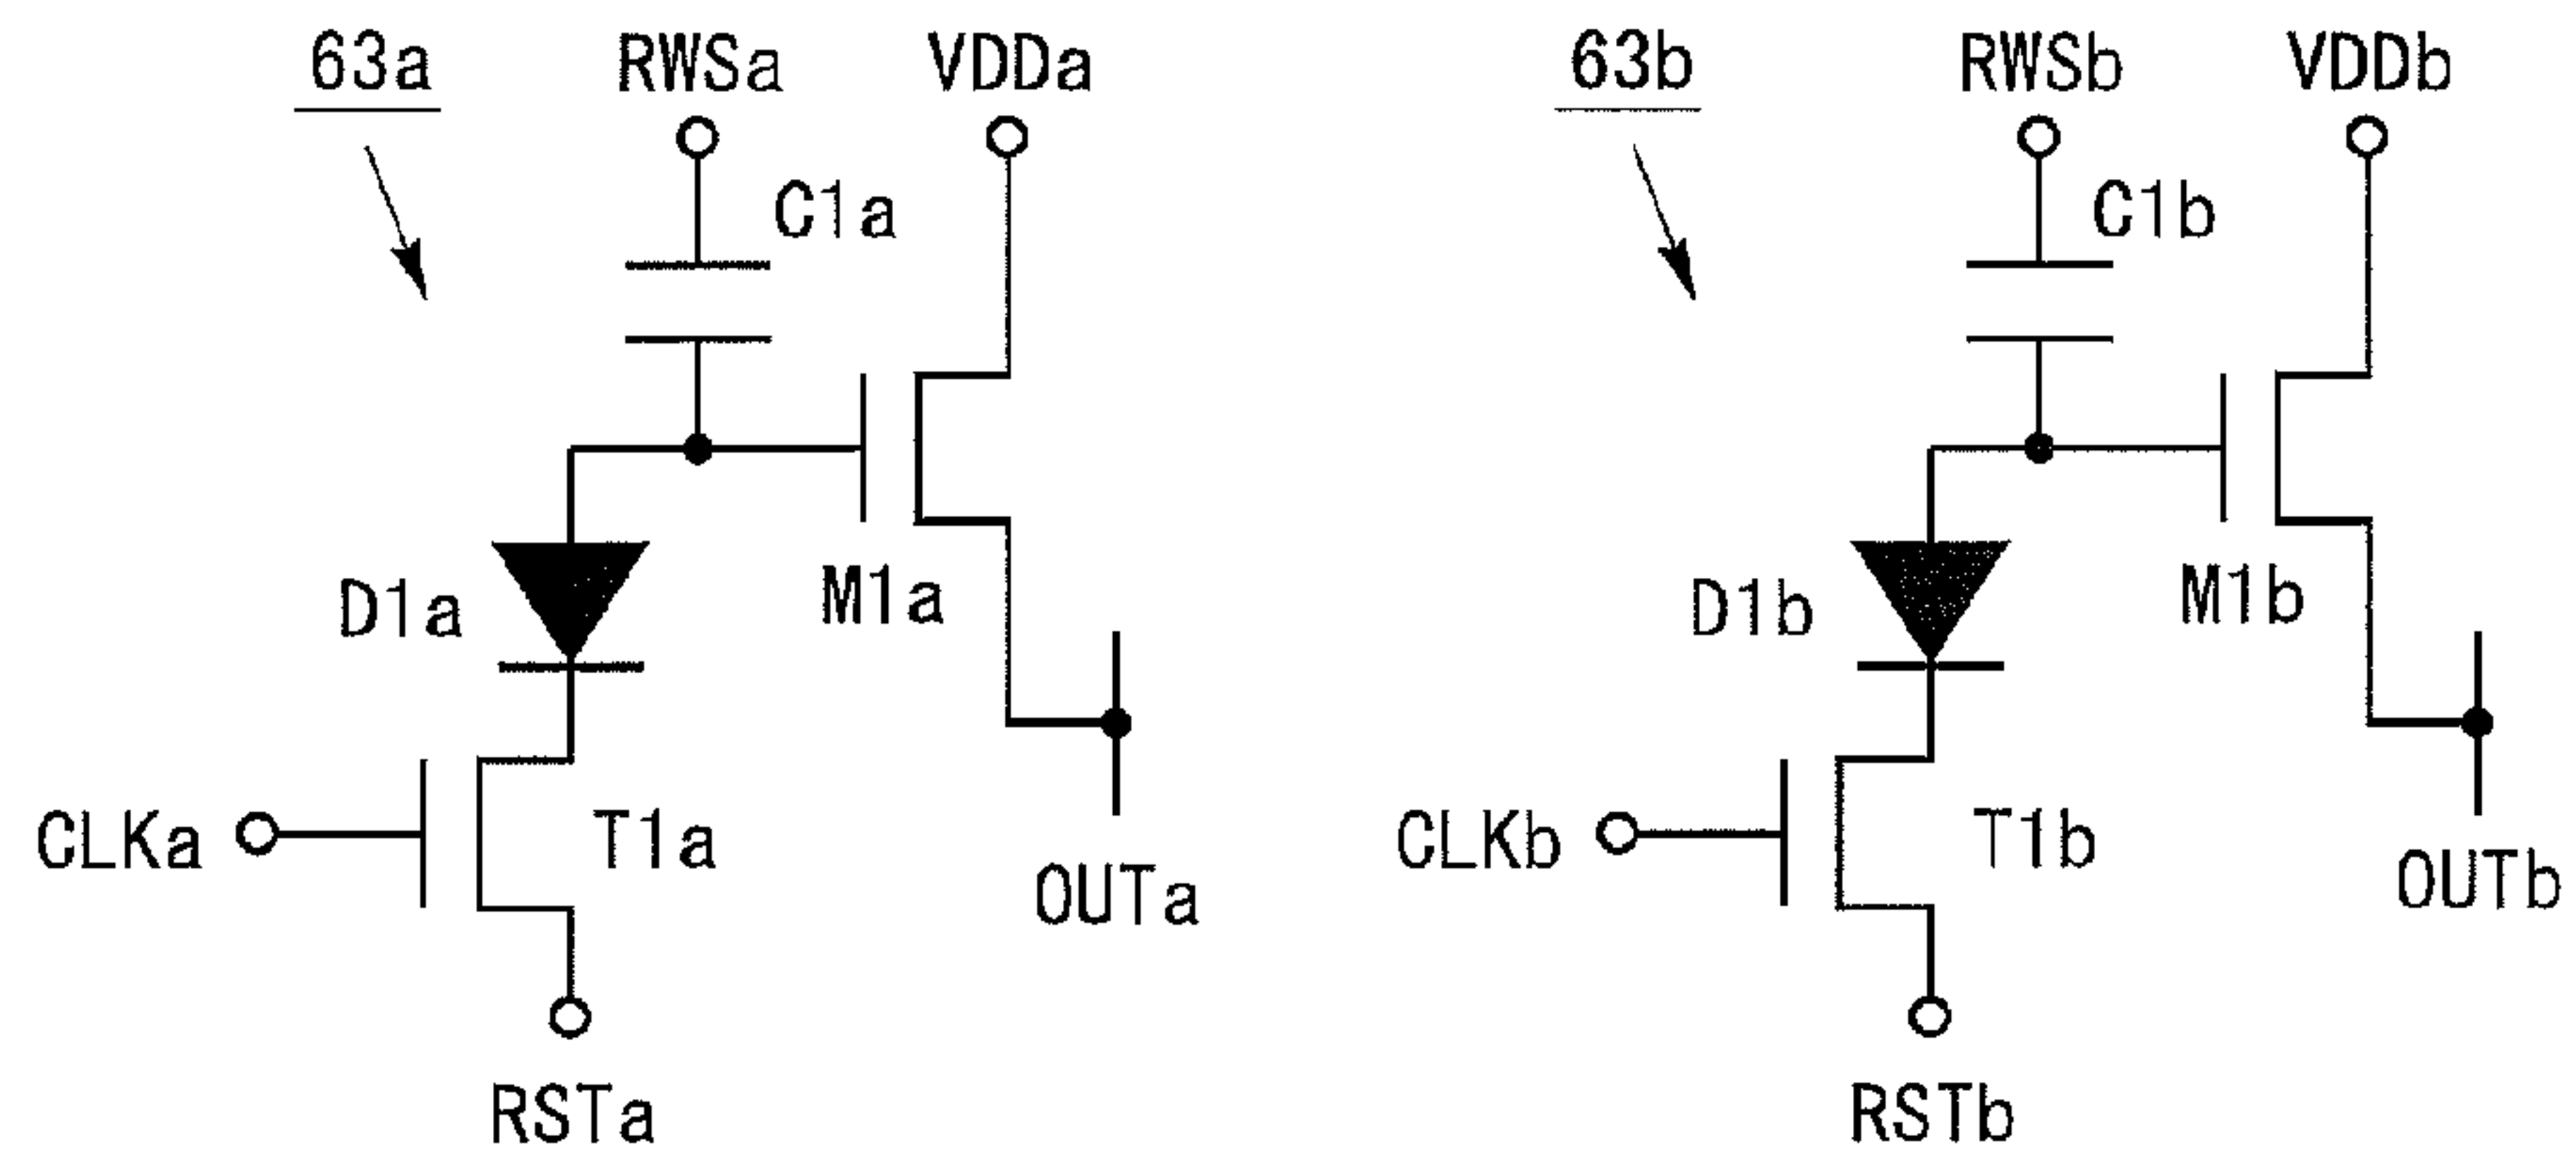 63a RWSa VDDa 63b RWSb VDDb
C1a C1b
D1a M1a D1b M1b
CLKa T1a OUTa CLKb T1b OUTb
RSTa RSTb